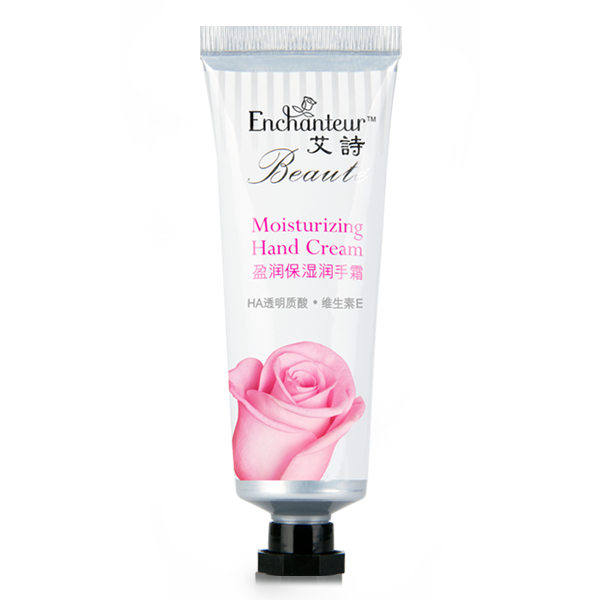 Enchanteur™
艾詩
Beauté
Moisturizing
Hand Cream
盈润保湿润手霜
HA透明质酸 • 维生素E